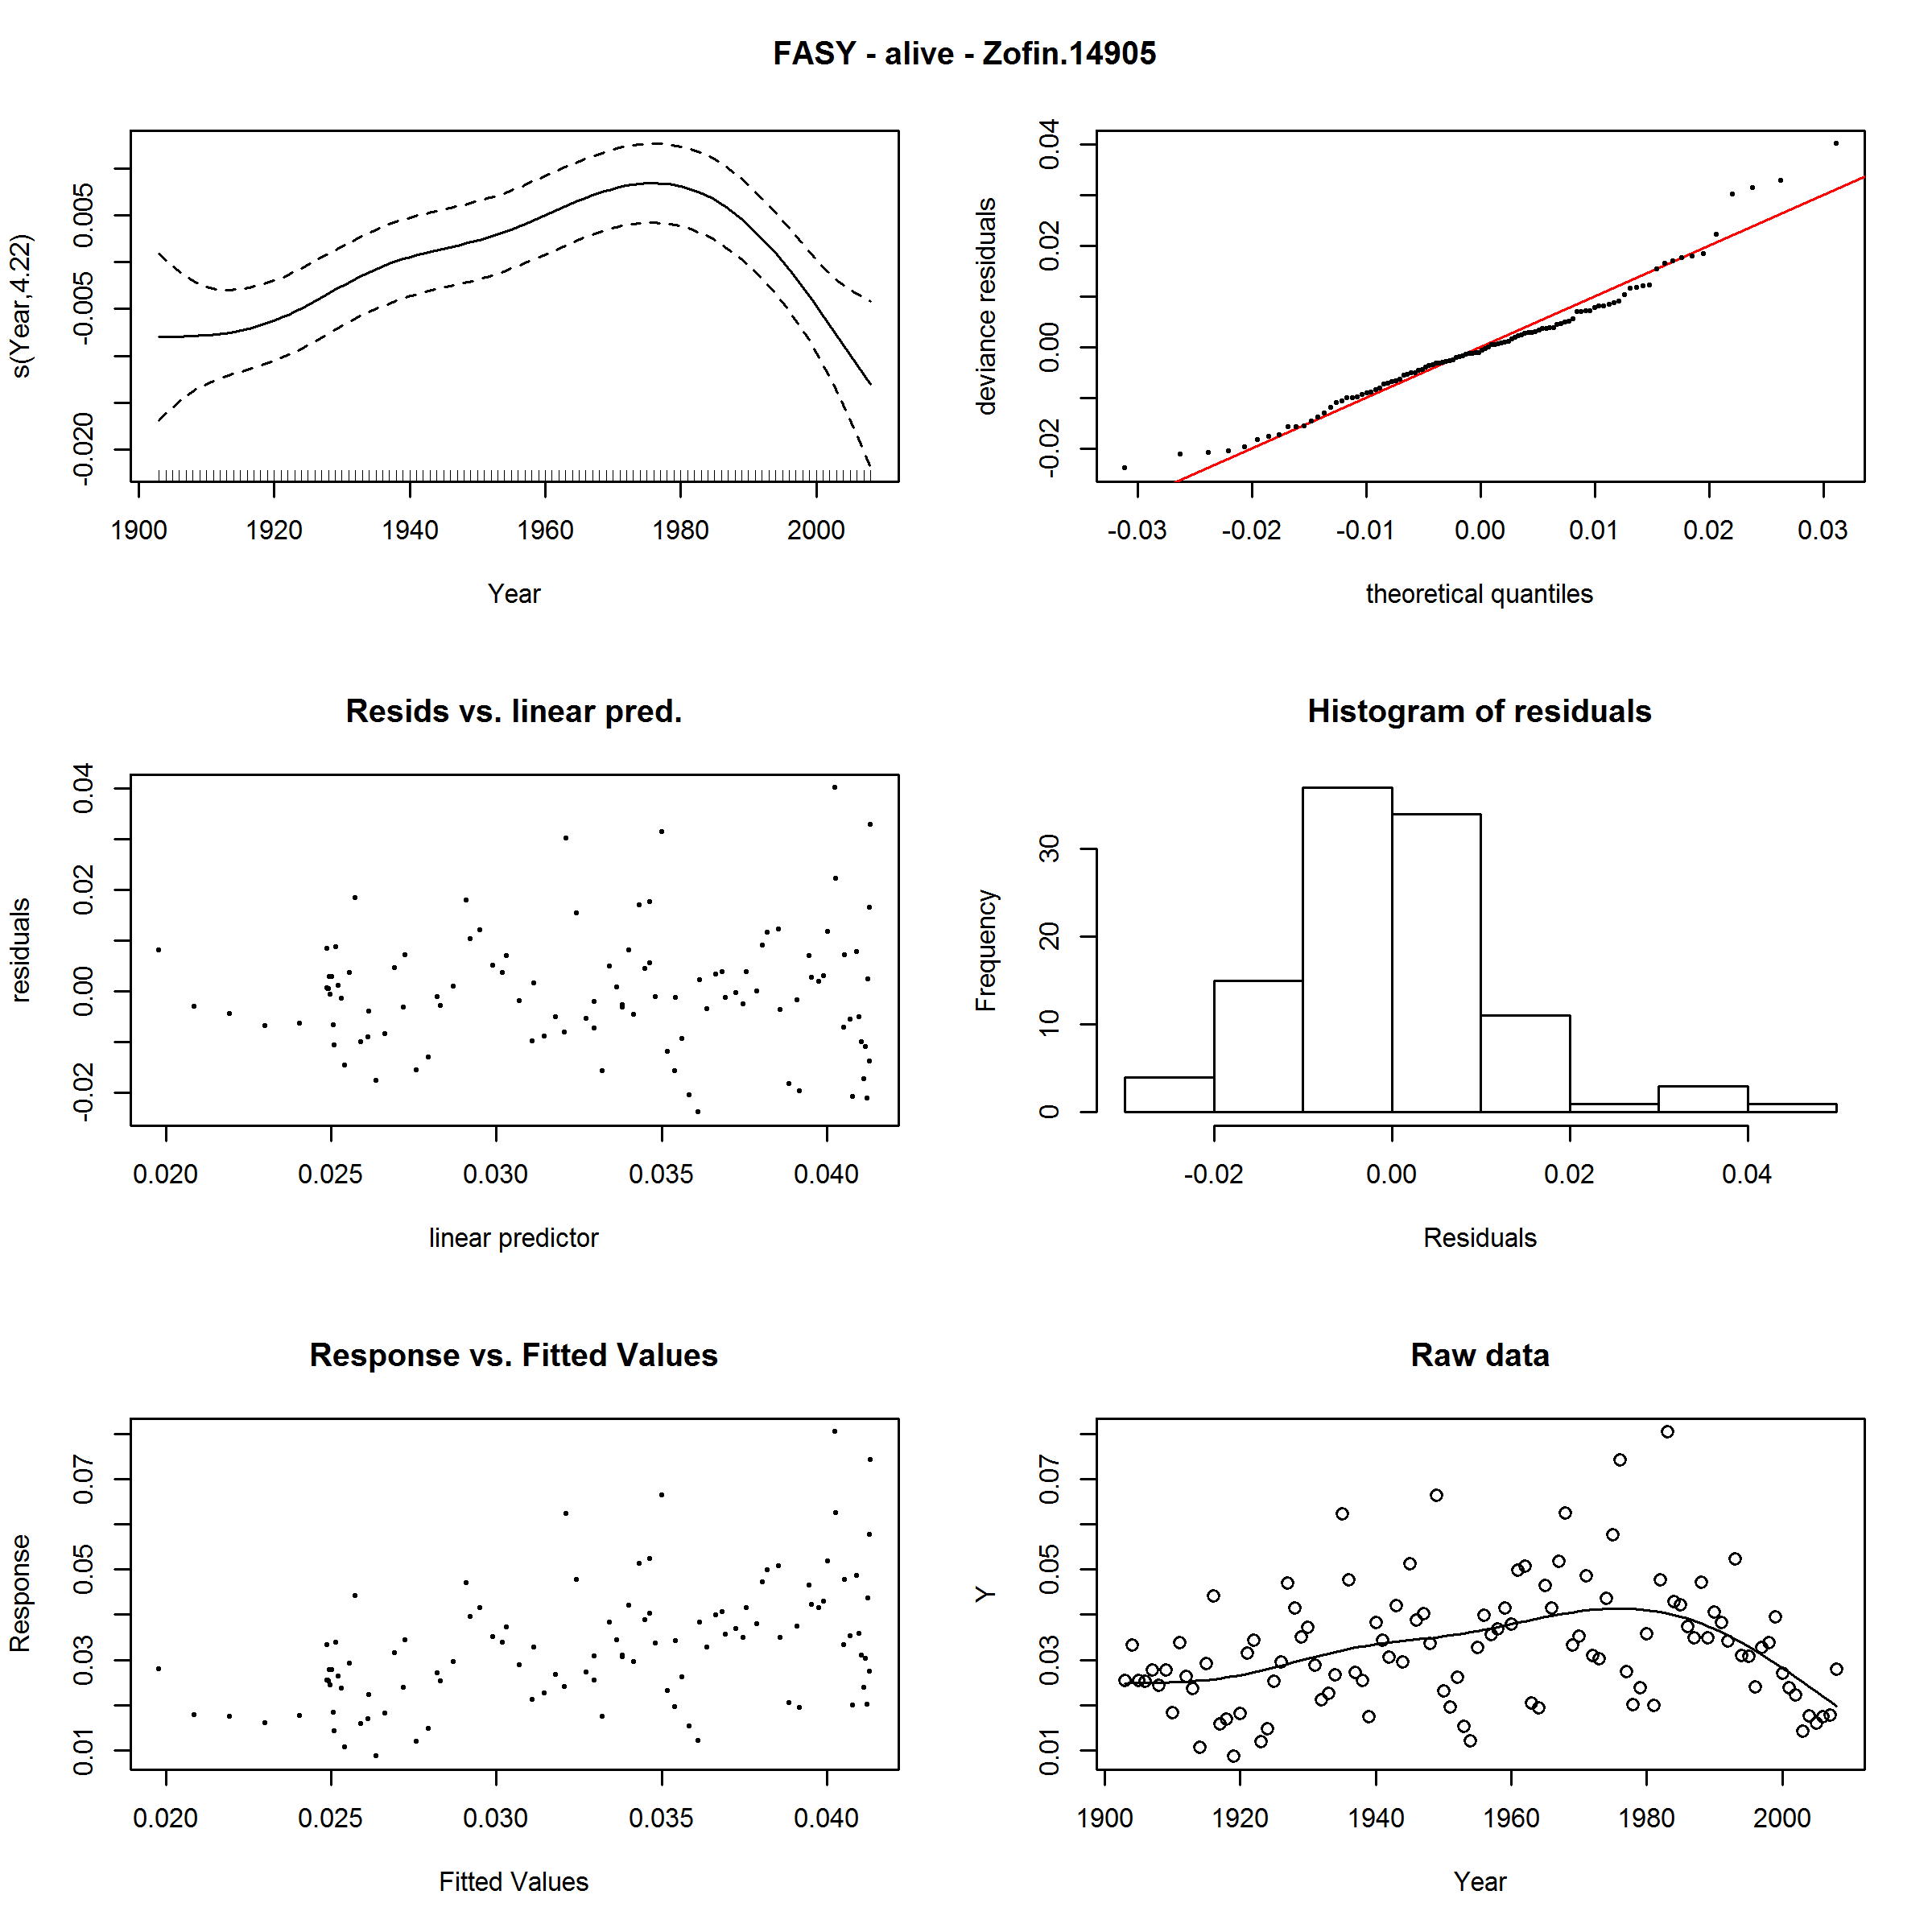 FASY - alive - Zofin.14905
s(Year,4.22)
0.005
-0.005
-0.020
1900 1920 1940 1960 1980 2000
Year
deviance residuals
0.04
0.02
0.00
-0.02
-0.03 -0.02 -0.01 0.00 0.01 0.02 0.03
theoretical quantiles
Resids vs. linear pred.
residuals
0.04
0.02
0.00
-0.02
0.020 0.025 0.030 0.035 0.040
linear predictor
Histogram of residuals
Frequency
30
20
10
0
-0.02 0.00 0.02 0.04
Residuals
Response vs. Fitted Values
Response
0.07
0.05
0.03
0.01
0.020 0.025 0.030 0.035 0.040
Fitted Values
Raw data
Y
0.07
0.05
0.03
0.01
1900 1920 1940 1960 1980 2000
Year